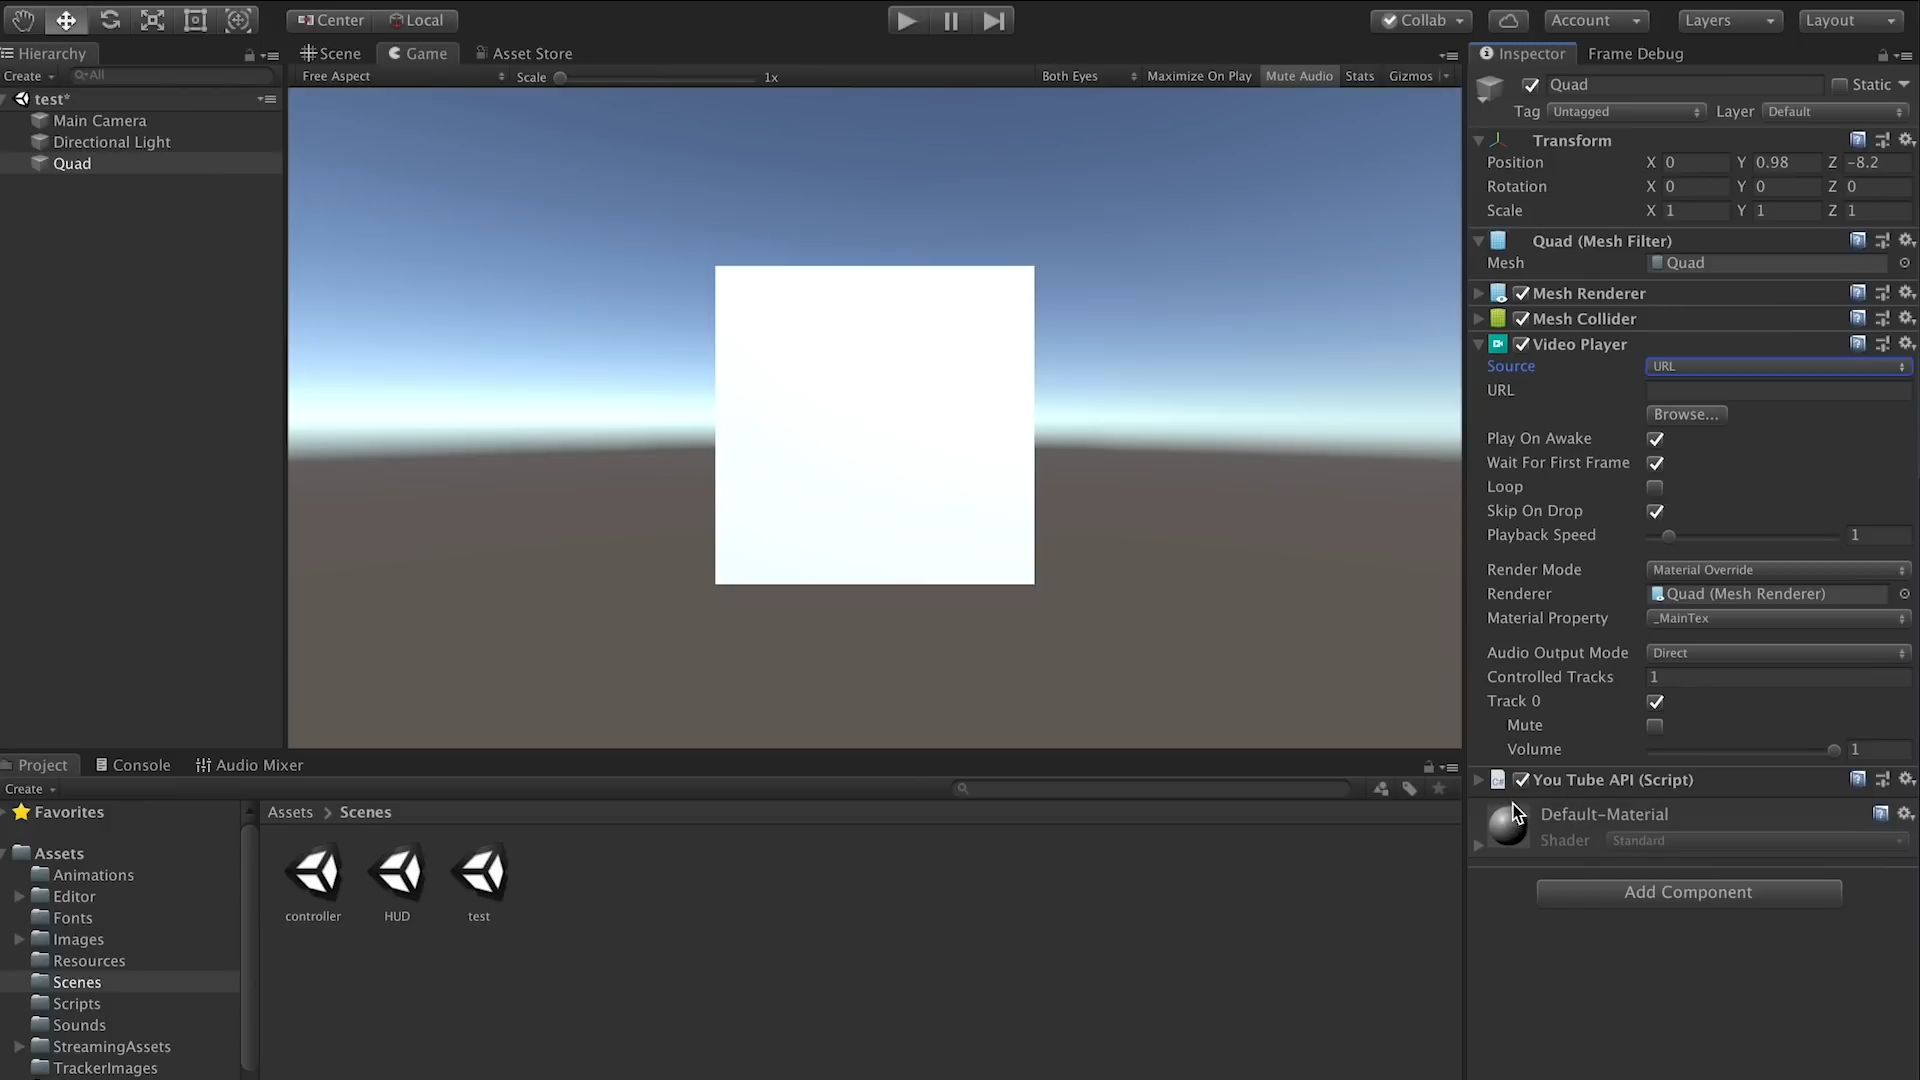 Center Local
Collab Account Layers Layout
Hierarchy Scene Game Asset Store Inspector Frame Debug
Create All
Free Aspect Scale 1x Both Eyes Maximize On Play Mute Audio Stats Gizmos
test*
Main Camera
Directional Light
Quad
Quad Static
Tag Untagged Layer Default
Transform
Position X 0 Y 0.98 Z -8.2
Rotation X 0 Y 0 Z 0
Scale X 1 Y 1 Z 1
Quad (Mesh Filter)
Mesh Quad
Mesh Renderer
Mesh Collider
Video Player
Source URL
URL
Browse...
Play On Awake
Wait For First Frame
Loop
Skip On Drop
Playback Speed 1
Render Mode Material Override
Renderer Quad (Mesh Renderer)
Material Property _MainTex
Audio Output Mode Direct
Controlled Tracks 1
Track 0
Mute
Volume 1
You Tube API (Script)
C#
Default-Material
Shader Standard
Add Component
Project Console Audio Mixer
Create
Favorites
Assets
Animations
Editor
Fonts
Images
Resources
Scenes
Scripts
Sounds
StreamingAssets
TrackerImages
Assets > Scenes
controller HUD test